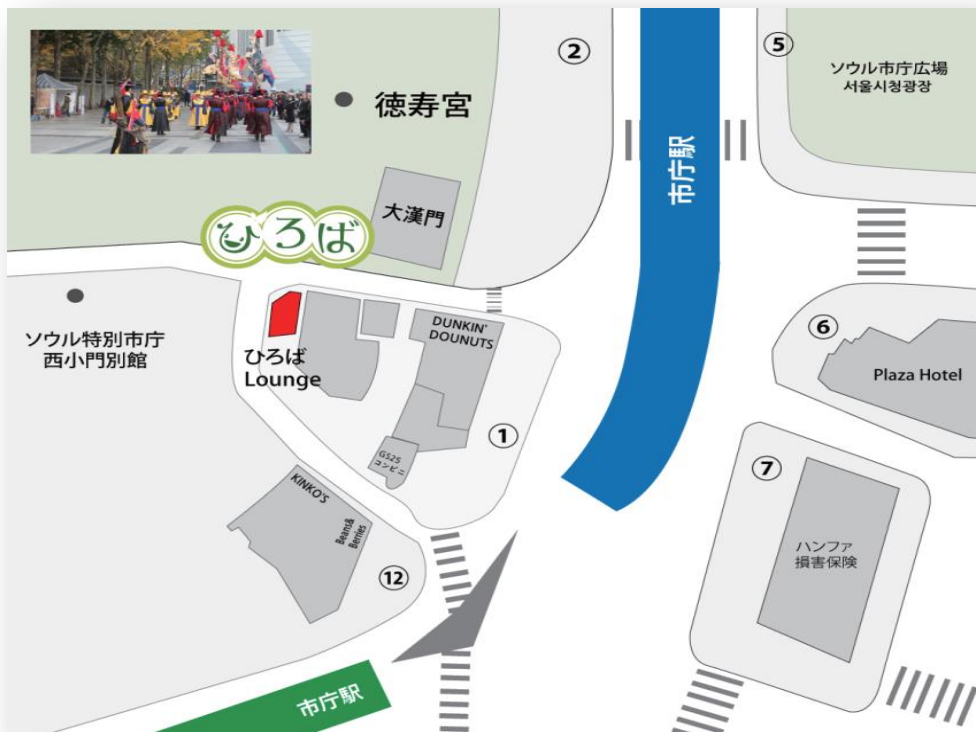 ②
⑤
ソウル市庁広場
서울시청광장
徳寿宮
市庁駅
大漢門
ひろば
ソウル特別市庁
西小門別館
DUNKIN'
DOUNUTS
ひろば
Lounge
⑥
Plaza Hotel
①
GS25
コンビニ
⑦
KINKO'S
Beans&
Berries
ハンファ
損害保険
⑫
市庁駅